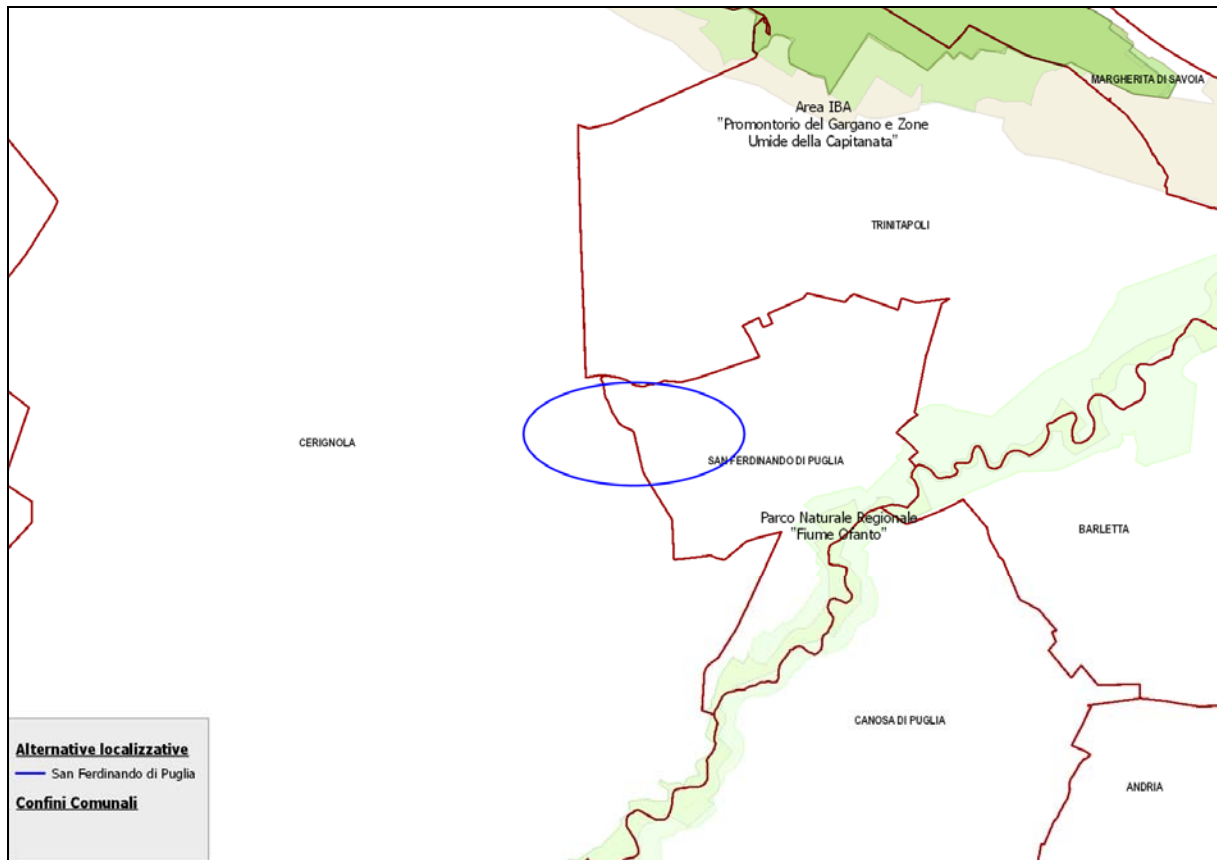 MARGHERITA DI SAVOIA
Area IBA
"Promontorio del Gargano e Zone
Umide della Capitanata"
TRINITAPOLI
CERIGNOLA
SAN FERDINANDO DI PUGLIA
Parco Naturale Regionale
"Fiume Ofanto"
BARLETTA
CANOSA DI PUGLIA
ANDRIA
Alternative localizzative
San Ferdinando di Puglia
Confini Comunali